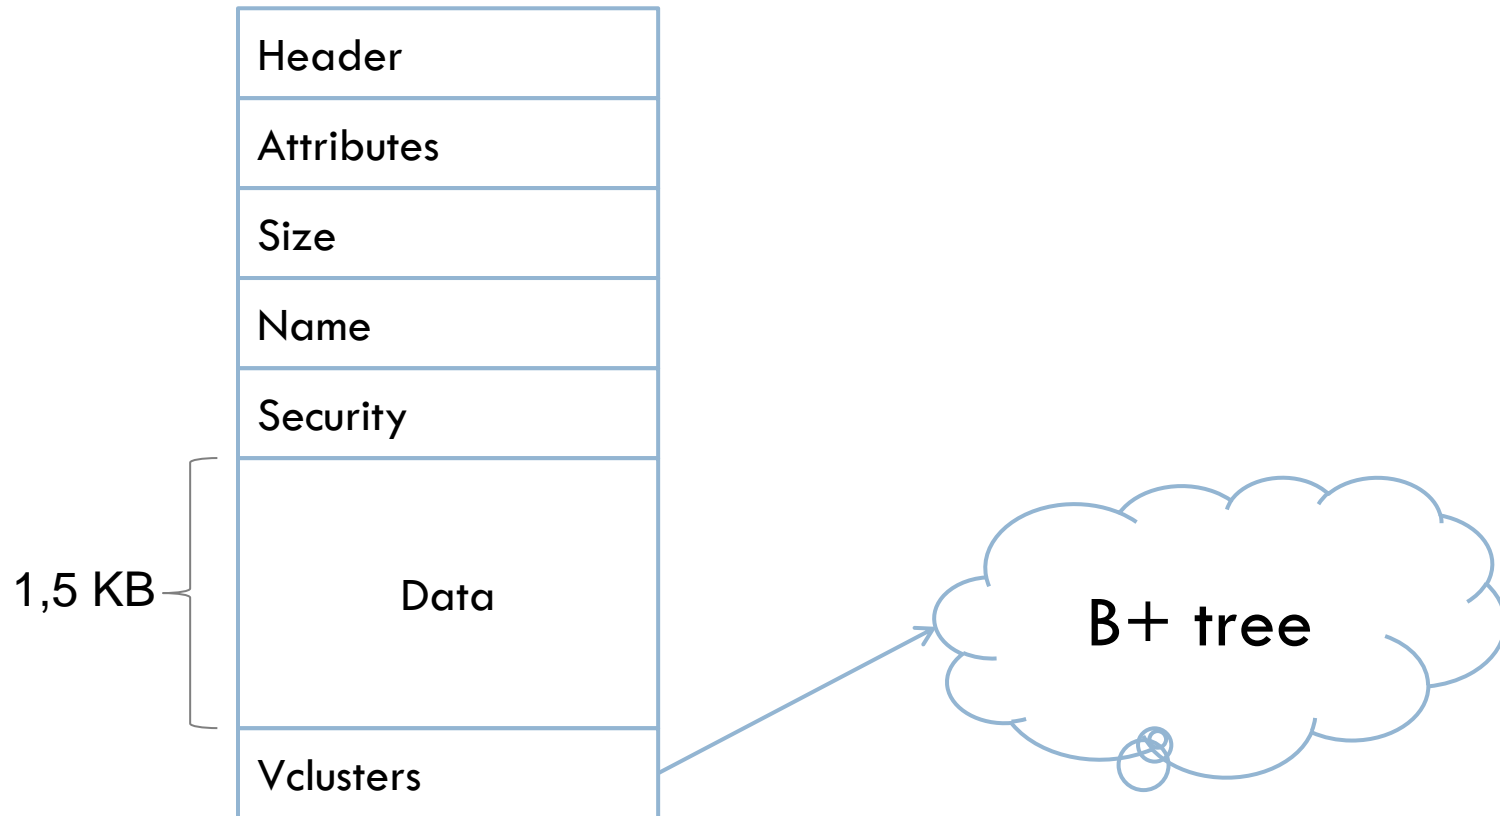 Header
Attributes
Size
Name
Security
1,5 KB
Data
B+ tree
Vclusters